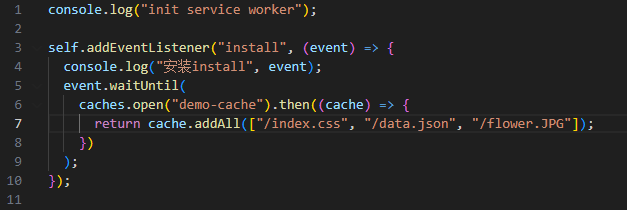 1 console.log("init service worker");
2
3 self.addEventListener("install", (event) => {
4   console.log("安装install", event);
5   event.waitUntil(
6     caches.open("demo-cache").then((cache) => {
7       return cache.addAll(["/index.css", "/data.json", "/flower.JPG"]);
8     })
9   );
10 });
11